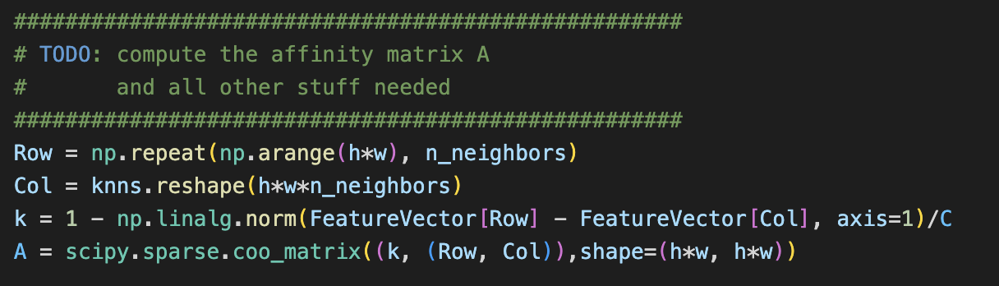 ####################################################
# TODO: compute the affinity matrix A
#       and all other stuff needed
####################################################
Row = np.repeat(np.arange(h*w), n_neighbors)
Col = knns.reshape(h*w*n_neighbors)
k = 1 - np.linalg.norm(FeatureVector[Row] - FeatureVector[Col], axis=1)/C
A = scipy.sparse.coo_matrix((k, (Row, Col)),shape=(h*w, h*w))